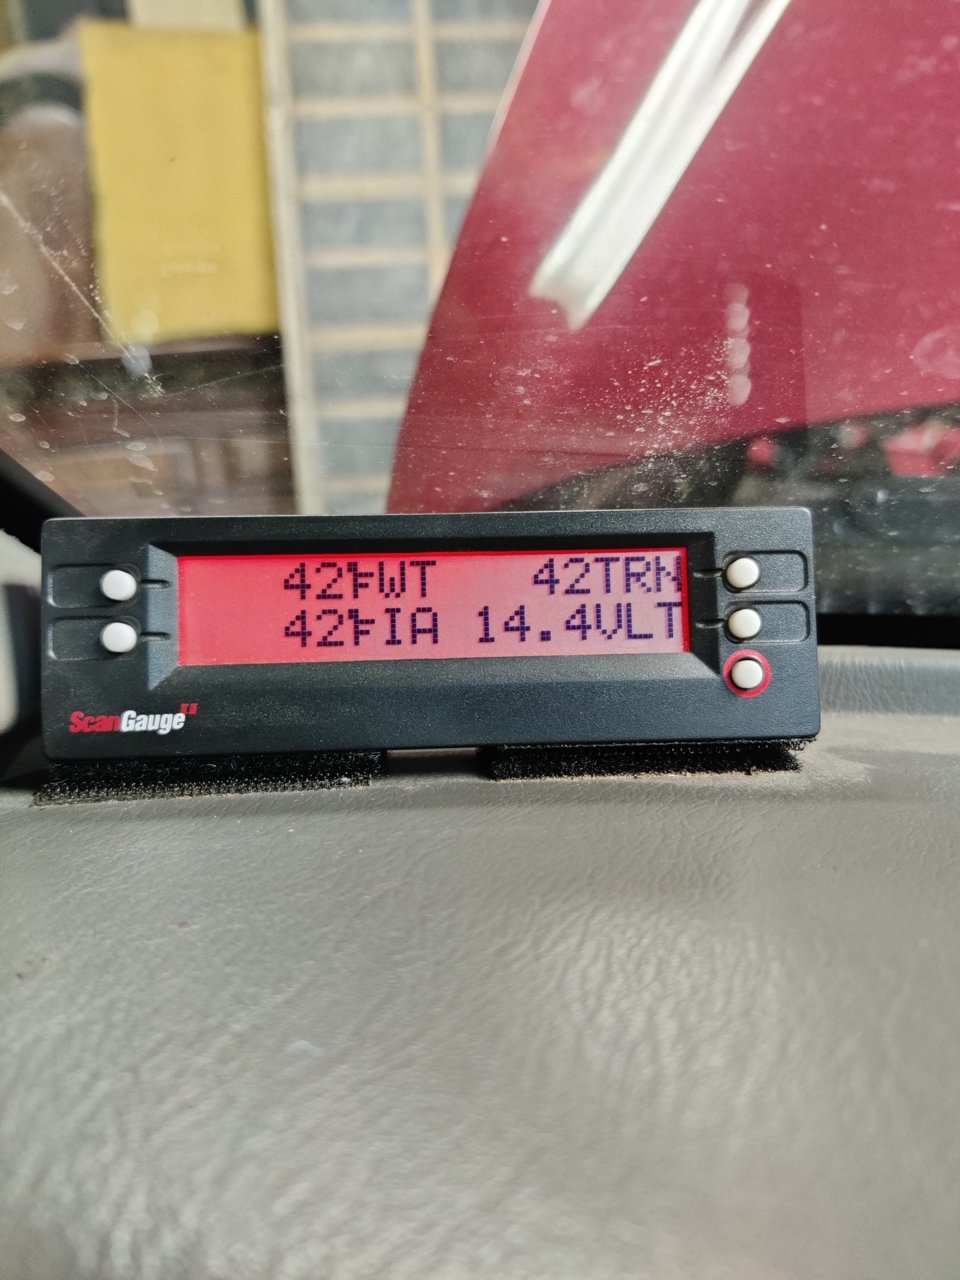 42°FWT 42TRN
42°FIA 14.4VLT
ScanGauge II